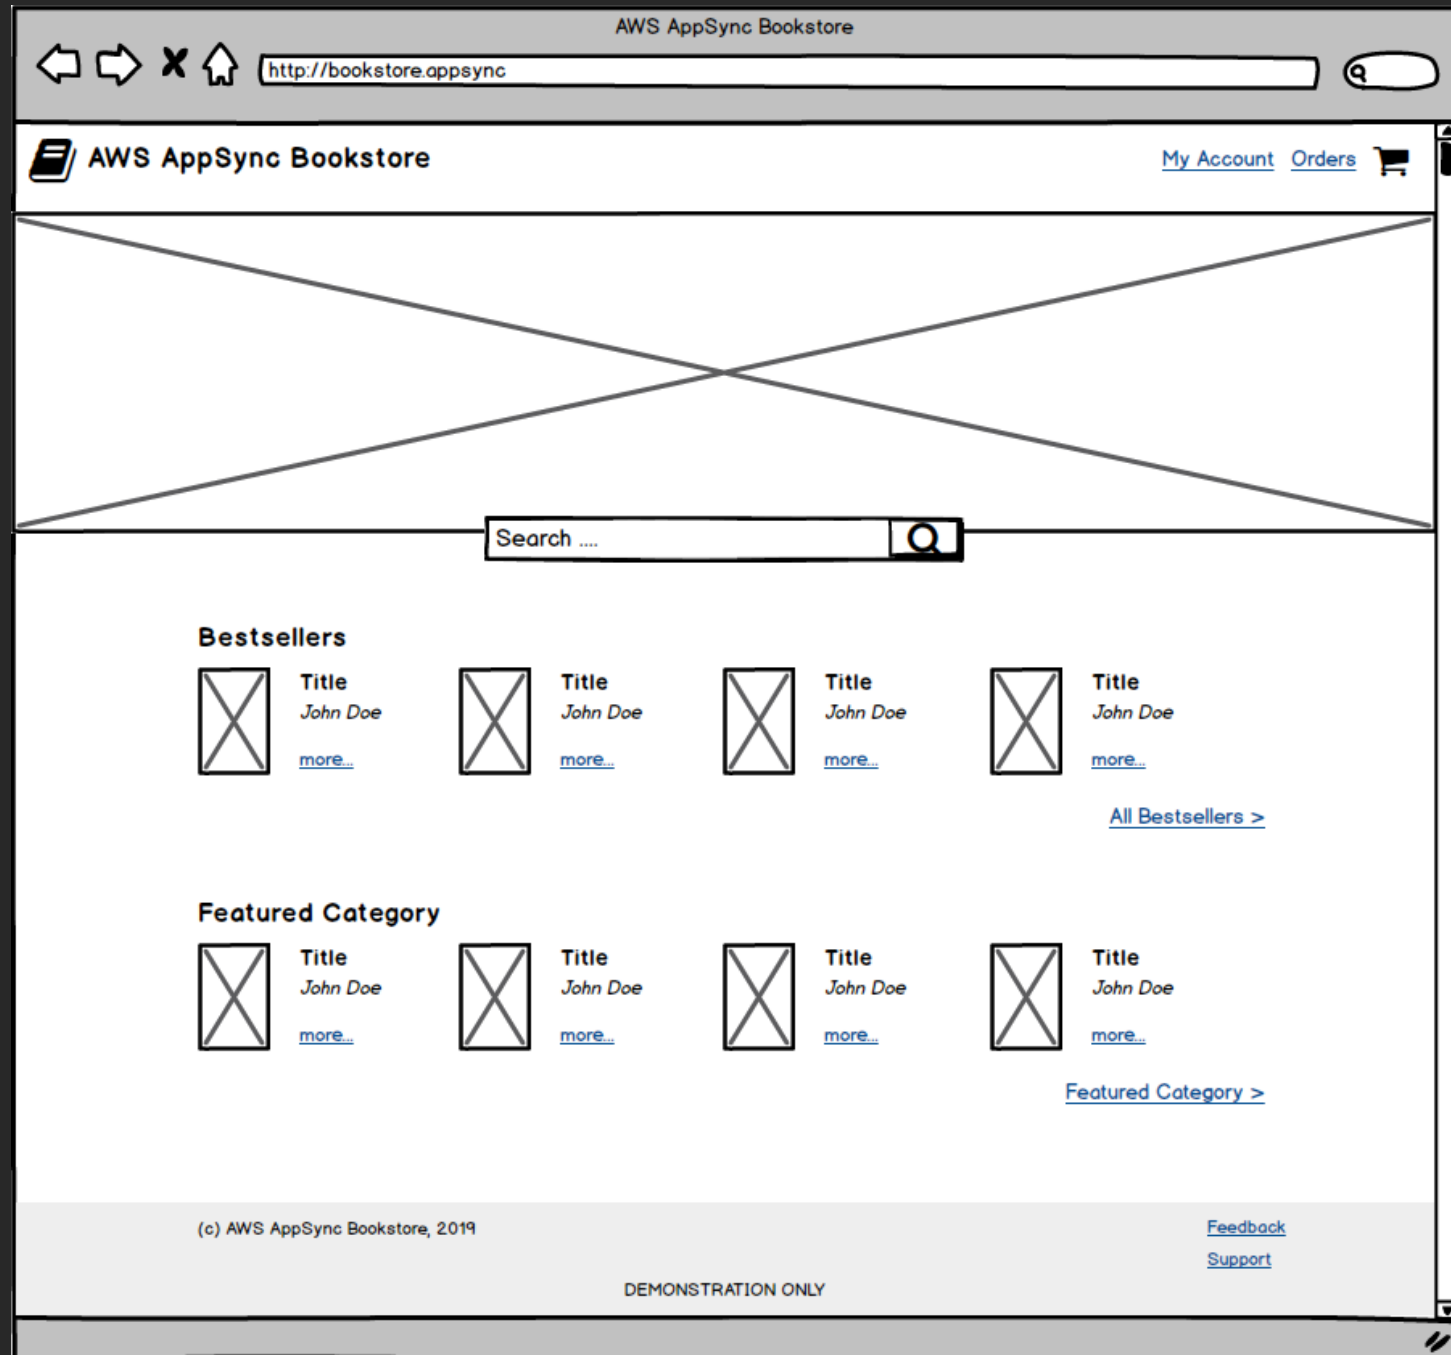 AWS AppSync Bookstore
http://bookstore.appsync
AWS AppSync Bookstore
My Account Orders
Search ....
Bestsellers
Title Title Title Title
John Doe John Doe John Doe John Doe
more... more... more... more...
All Bestsellers >
Featured Category
Title Title Title Title
John Doe John Doe John Doe John Doe
more... more... more... more...
Featured Category >
(c) AWS AppSync Bookstore, 2019
Feedback
Support
DEMONSTRATION ONLY